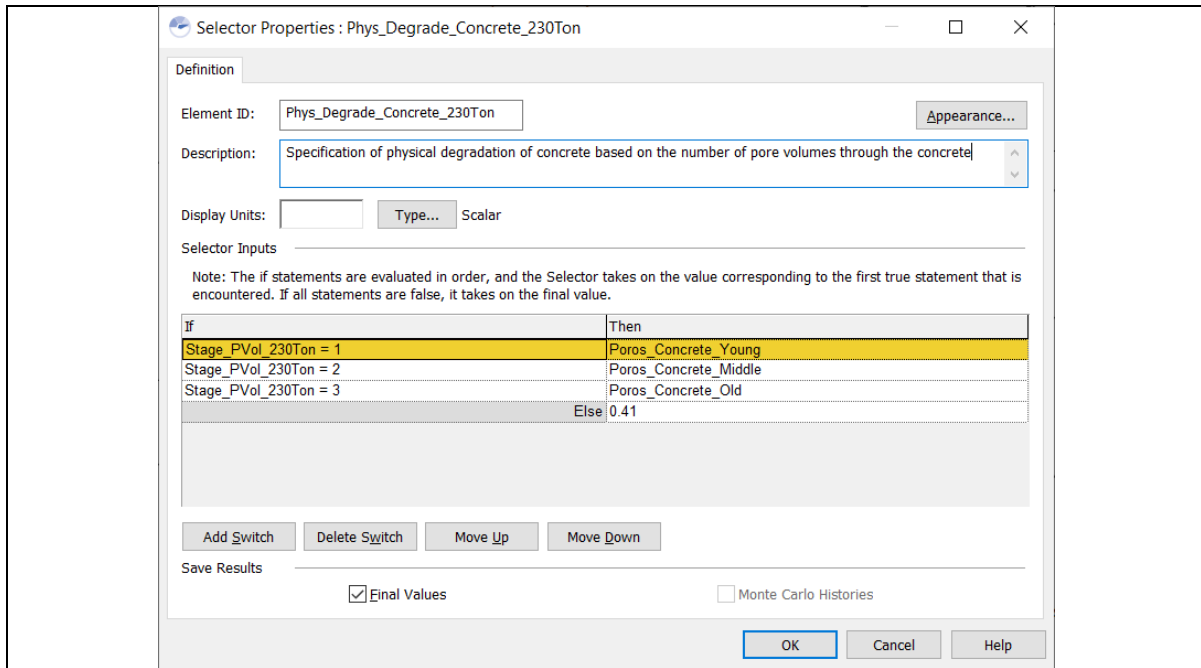 Selector Properties : Phys_Degrade_Concrete_230Ton
Definition
Element ID: Phys_Degrade_Concrete_230Ton Appearance...
Description: Specification of physical degradation of concrete based on the number of pore volumes through the concrete
Display Units: Type... Scalar
Selector Inputs
Note: The if statements are evaluated in order, and the Selector takes on the value corresponding to the first true statement that is
encountered. If all statements are false, it takes on the final value.
If Then
Stage_PVol_230Ton = 1 Poros_Concrete_Young
Stage_PVol_230Ton = 2 Poros_Concrete_Middle
Stage_PVol_230Ton = 3 Poros_Concrete_Old
Else 0.41
Add Switch Delete Switch Move Up Move Down
Save Results
Final Values Monte Carlo Histories
OK Cancel Help